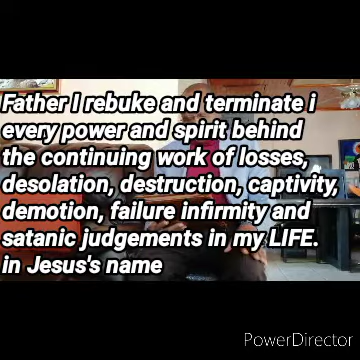 Father I rebuke and terminate i
every power and spirit behind
the continuing work of losses,
desolation, destruction, captivity,
demotion, failure infirmity and
satanic judgements in my LIFE.
in Jesus's name
PowerDirector